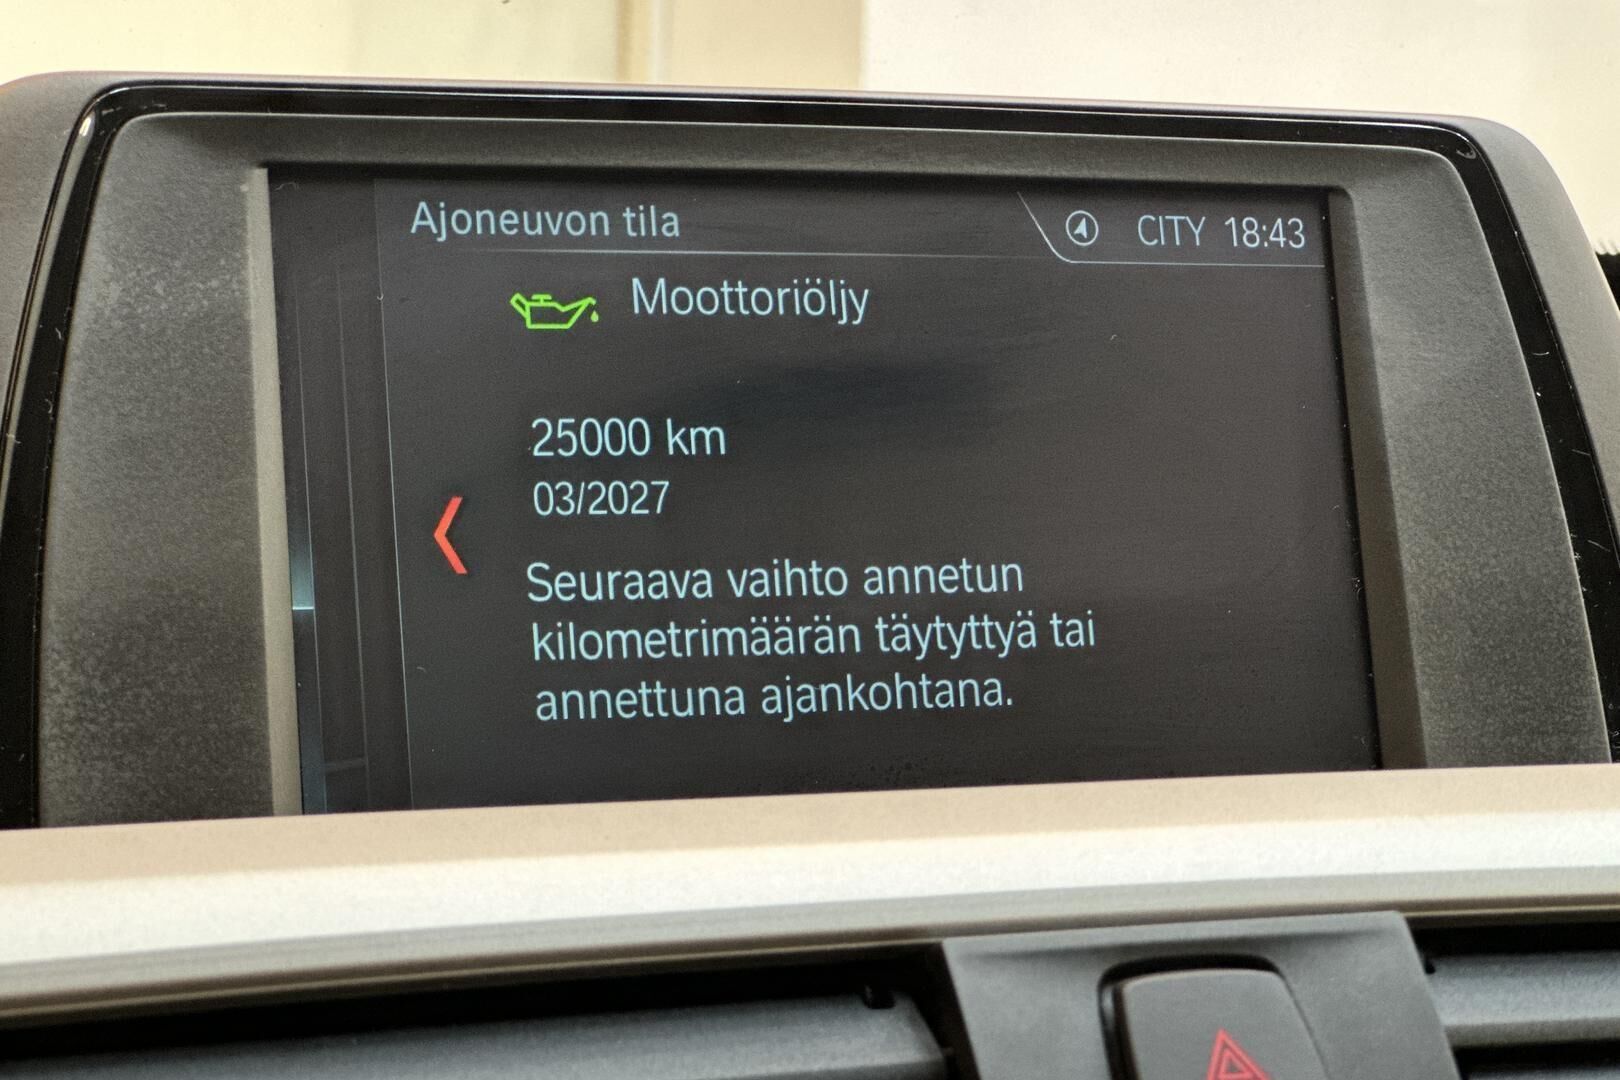 Ajoneuvon tila
CITY 18:43
Moottoriöljy
25000 km
03/2027
Seuraava vaihto annetun
kilometrimäärän täytyttyä tai
annettuna ajankohtana.